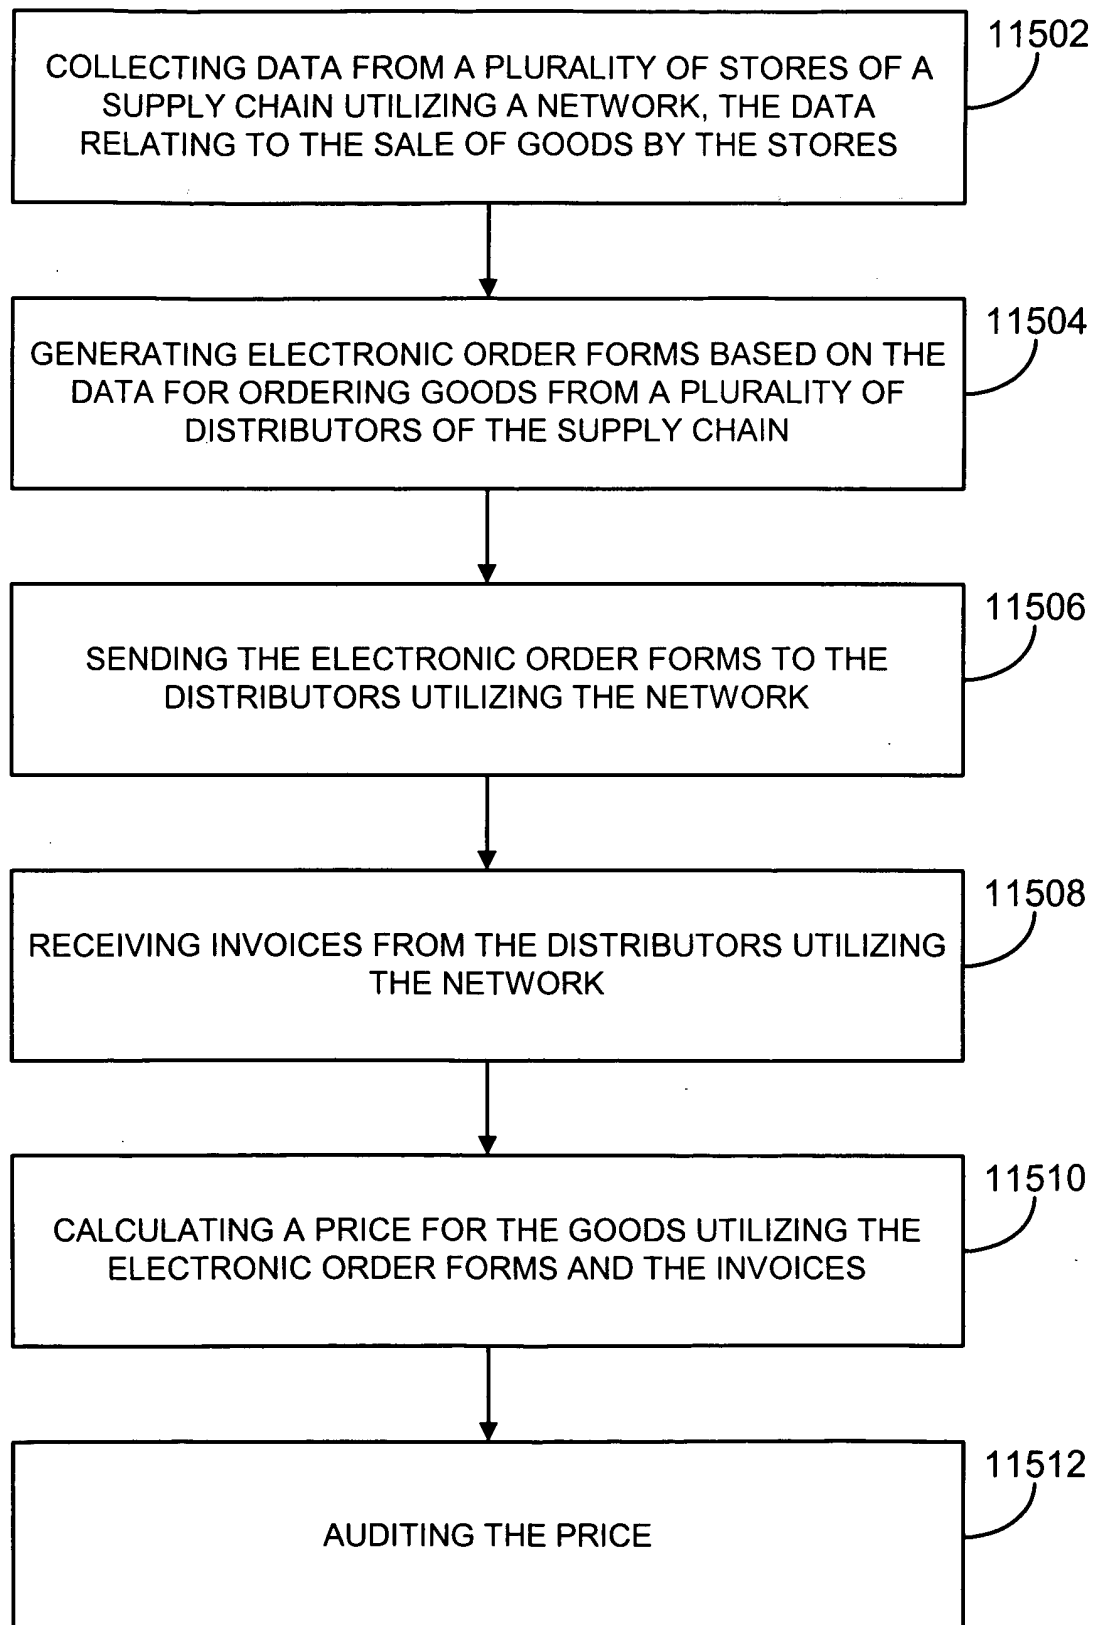 11502
COLLECTING DATA FROM A PLURALITY OF STORES OF A
SUPPLY CHAIN UTILIZING A NETWORK, THE DATA
RELATING TO THE SALE OF GOODS BY THE STORES
11504
GENERATING ELECTRONIC ORDER FORMS BASED ON THE
DATA FOR ORDERING GOODS FROM A PLURALITY OF
DISTRIBUTORS OF THE SUPPLY CHAIN
11506
SENDING THE ELECTRONIC ORDER FORMS TO THE
DISTRIBUTORS UTILIZING THE NETWORK
11508
RECEIVING INVOICES FROM THE DISTRIBUTORS UTILIZING
THE NETWORK
11510
CALCULATING A PRICE FOR THE GOODS UTILIZING THE
ELECTRONIC ORDER FORMS AND THE INVOICES
11512
AUDITING THE PRICE